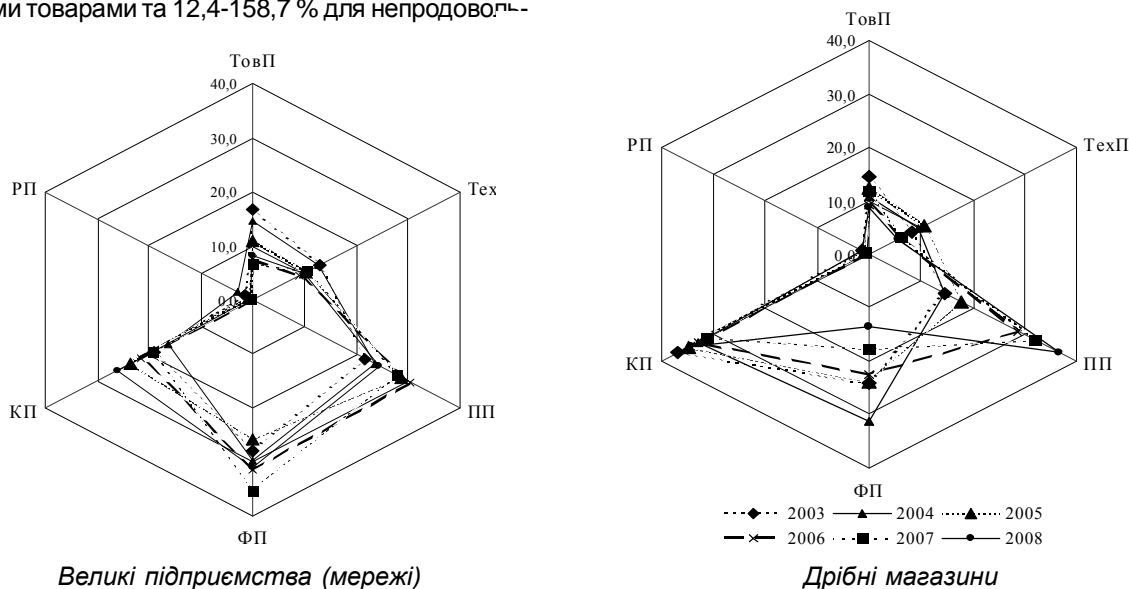 ми товарами та 12,4-158,7 % для непродоволь-
ТовП
40,0
30,0
20,0
10,0
0,0
РП
Тех
КП
ПП
ФП
Великі підприємства (мережі)
ТовП
40,0
30,0
20,0
10,0
0,0
РП
ТехП
КП
ПП
ФП
2003 2004 2005
2006 2007 2008
Дрібні магазини